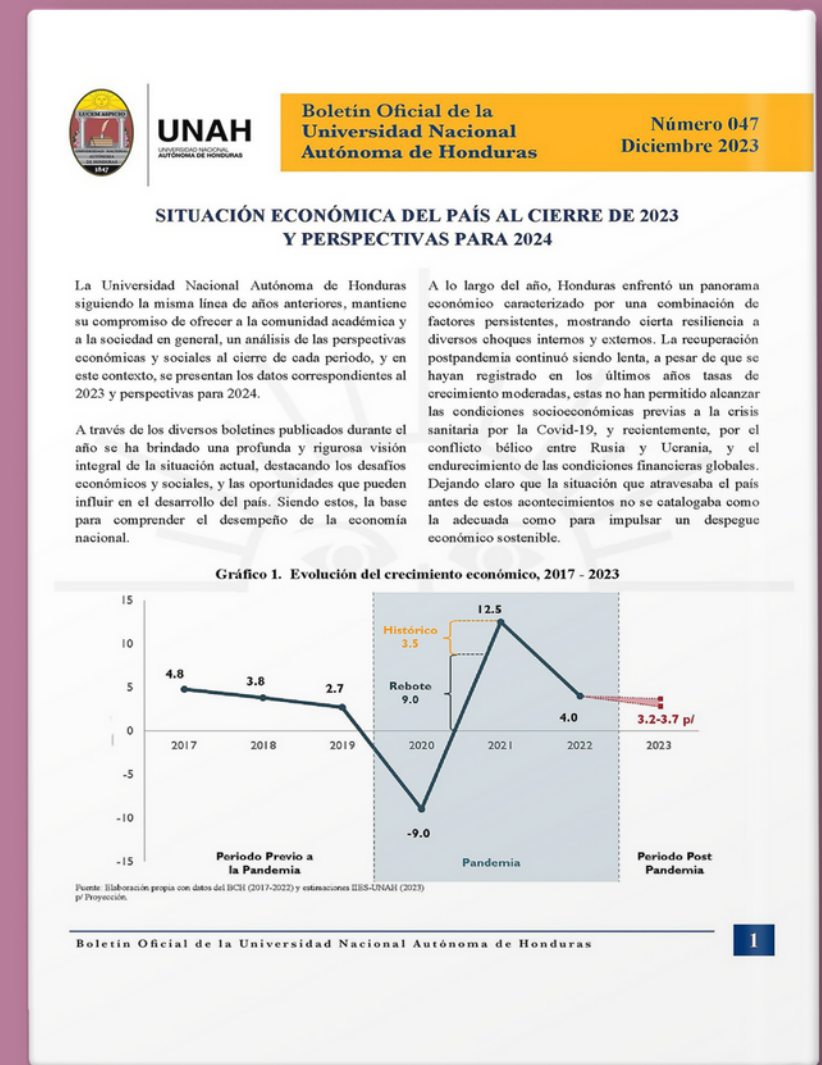 LUCEM ASPICIO
UNIVERSIDAD NACIONAL
AUTÓNOMA
DE HONDURAS
1847
UNAH
UNIVERSIDAD NACIONAL
AUTÓNOMA DE HONDURAS
Boletín Oficial de la
Universidad Nacional
Autónoma de Honduras
Número 047
Diciembre 2023
SITUACIÓN ECONÓMICA DEL PAÍS AL CIERRE DE 2023
Y PERSPECTIVAS PARA 2024
La Universidad Nacional Autónoma de Honduras
siguiendo la misma línea de años anteriores, mantiene
su compromiso de ofrecer a la comunidad académica y
a la sociedad en general, un análisis de las perspectivas
económicas y sociales al cierre de cada periodo, y en
este contexto, se presentan los datos correspondientes al
2023 y perspectivas para 2024.
A través de los diversos boletines publicados durante el
año se ha brindado una profunda y rigurosa visión
integral de la situación actual, destacando los desafíos
económicos y sociales, y las oportunidades que pueden
influir en el desarrollo del país. Siendo estos, la base
para comprender el desempeño de la economía
nacional.
A lo largo del año, Honduras enfrentó un panorama
económico caracterizado por una combinación de
factores persistentes, mostrando cierta resiliencia a
diversos choques internos y externos. La recuperación
postpandemia continuó siendo lenta, a pesar de que se
hayan registrado en los últimos años tasas de
crecimiento moderadas, estas no han permitido alcanzar
las condiciones socioeconómicas previas a la crisis
sanitaria por la Covid-19, y recientemente, por el
conflicto bélico entre Rusia y Ucrania, y el
endurecimiento de las condiciones financieras globales.
Dejando claro que la situación que atravesaba el país
antes de estos acontecimientos no se catalogaba como
la adecuada como para impulsar un despegue
económico sostenible.
Gráfico 1. Evolución del crecimiento económico, 2017 - 2023
15
10
5
0
-5
-10
-15
4.8
3.8
2.7
-9.0
12.5
4.0
3.2-3.7 p/
Histórico
3.5
Rebote
9.0
2017
2018
2019
2020
2021
2022
2023
Periodo Previo a
la Pandemia
Pandemia
Periodo Post
Pandemia
Fuente: Elaboración propia con datos del BCH (2017-2022) y estimaciones IIES-UNAH (2023)
p/ Proyección.
Boletín Oficial de la Universidad Nacional Autónoma de Honduras
1